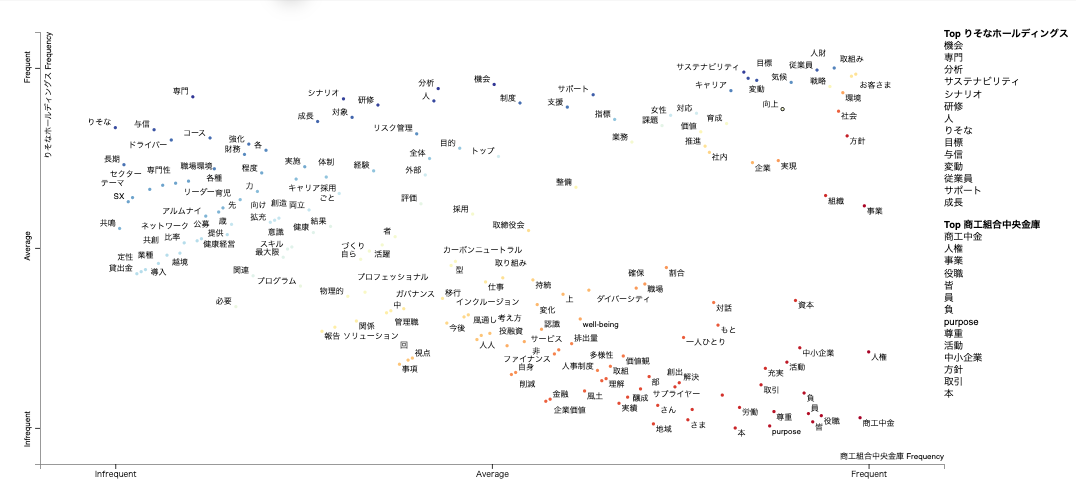 Top りそなホールディングス
機会
専門
分析
サステナビリティ
シナリオ
研修
人
りそな
目標
与信
変動
従業員
サポート
成長
Top 商工組合中央金庫
商工中金
人権
事業
役職
皆
員
負
purpose
尊重
活動
中小企業
方針
取引
本
りそなホールディングス Frequency
Frequent
Average
Infrequent
商工組合中央金庫 Frequency
Infrequent
Average
Frequent
人財
取組み
目標
従業員
サステナビリティ
気候
戦略
お客さま
キャリア
変動
環境
機会
分析
人
制度
サポート
支援
専門
シナリオ
研修
成長
対象
向上
社会
指標
女性
対応
課題
価値
育成
業務
推進
方針
社内
企業
実現
りそな
与信
ドライバー
コース
強化
財務
各
リスク管理
目的
全体
トップ
外部
長期
セクター
テーマ
専門性
職場環境
各種
程度
実施
体制
経験
SX
リーダー
育児
力
キャリア採用
ごと
整備
組織
事業
アルムナイ
先
向け
創造
両立
評価
採用
共鳴
ネットワーク
公募
歳
拡充
結果
健康
取締役会
共創
比率
提供
意識
者
健康経営
スキル
最大限
づくり
自ら
活躍
カーボンニュートラル
定性
業種
越境
貸出金
導入
関連
プログラム
プロフェッショナル
型
取り組み
確保
割合
必要
物理的
ガバナンス
移行
仕事
持続
上
ダイバーシティ
職場
中
インクルージョン
変化
対話
資本
関係
管理職
今後
風通し
考え方
認識
well-being
もと
報告
ソリューション
投融資
サービス
排出量
一人ひとり
回
人人
非
視点
ファイナンス
多様性
価値観
中小企業
人権
事項
自身
人事制度
取組
創出
解決
充実
活動
削減
理解
部
サプライヤー
取引
金融
風土
醸成
負
企業価値
実績
さん
労働
尊重
員
役職
商工中金
地域
さま
本
purpose
皆